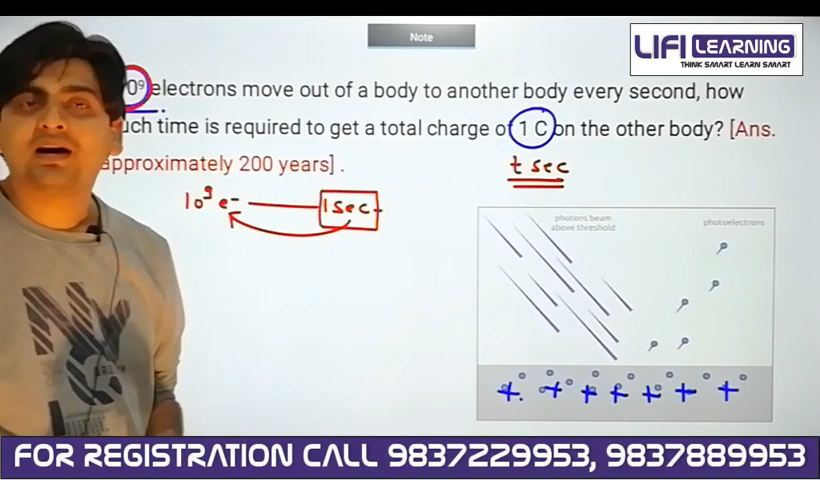 Note
LIFI LEARNING
THINK SMART LEARN SMART
0⁹ electrons move out of a body to another body every second, how
uch time is required to get a total charge of 1 C on the other body? [Ans.
approximately 200 years] .
t sec
10⁹ e- 1 sec
photons beam
above threshold
photoelectrons
+ + + + + + +
FOR REGISTRATION CALL 9837229953, 9837889953